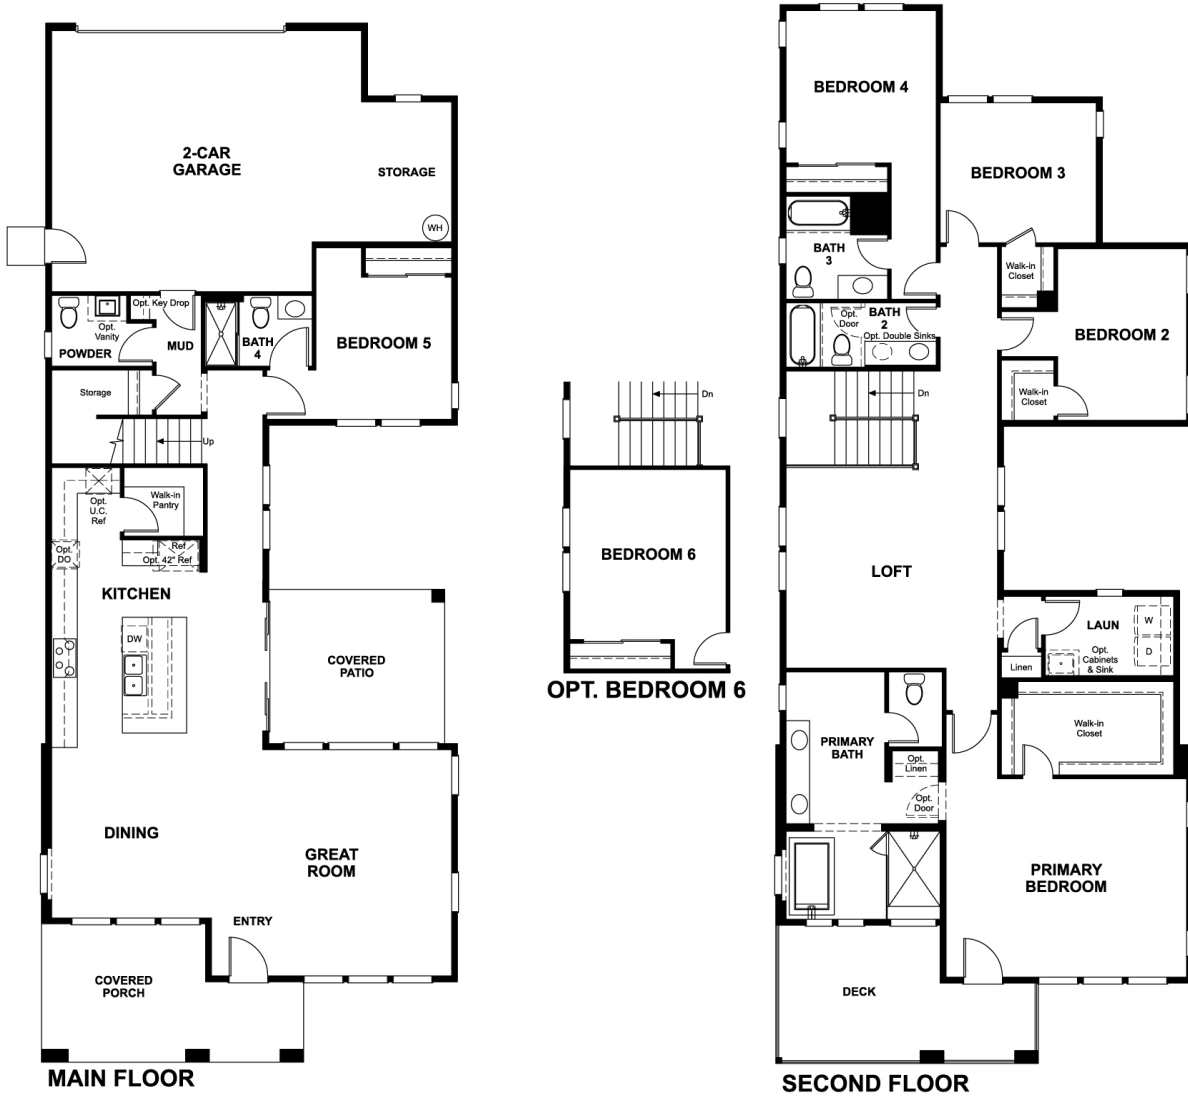 2-CAR
GARAGE
STORAGE
WH
Opt. Key Drop
Opt.
Vanity
POWDER
MUD
BATH
4
BEDROOM 5
Storage
Up
Walk-in
Pantry
Opt.
U.C.
Ref
Ref
Opt. 42" Ref
Opt.
DO
KITCHEN
DW
COVERED
PATIO
DINING
GREAT
ROOM
ENTRY
COVERED
PORCH
MAIN FLOOR
Dn
BEDROOM 6
OPT. BEDROOM 6
BEDROOM 4
BEDROOM 3
BATH
3
Walk-in
Closet
Opt.
Door
BATH
2
Opt. Double Sinks
BEDROOM 2
Walk-in
Closet
Dn
LOFT
LAUN
W
D
Opt.
Cabinets
& Sink
Linen
Walk-in
Closet
PRIMARY
BATH
Opt.
Linen
Opt.
Door
PRIMARY
BEDROOM
DECK
SECOND FLOOR